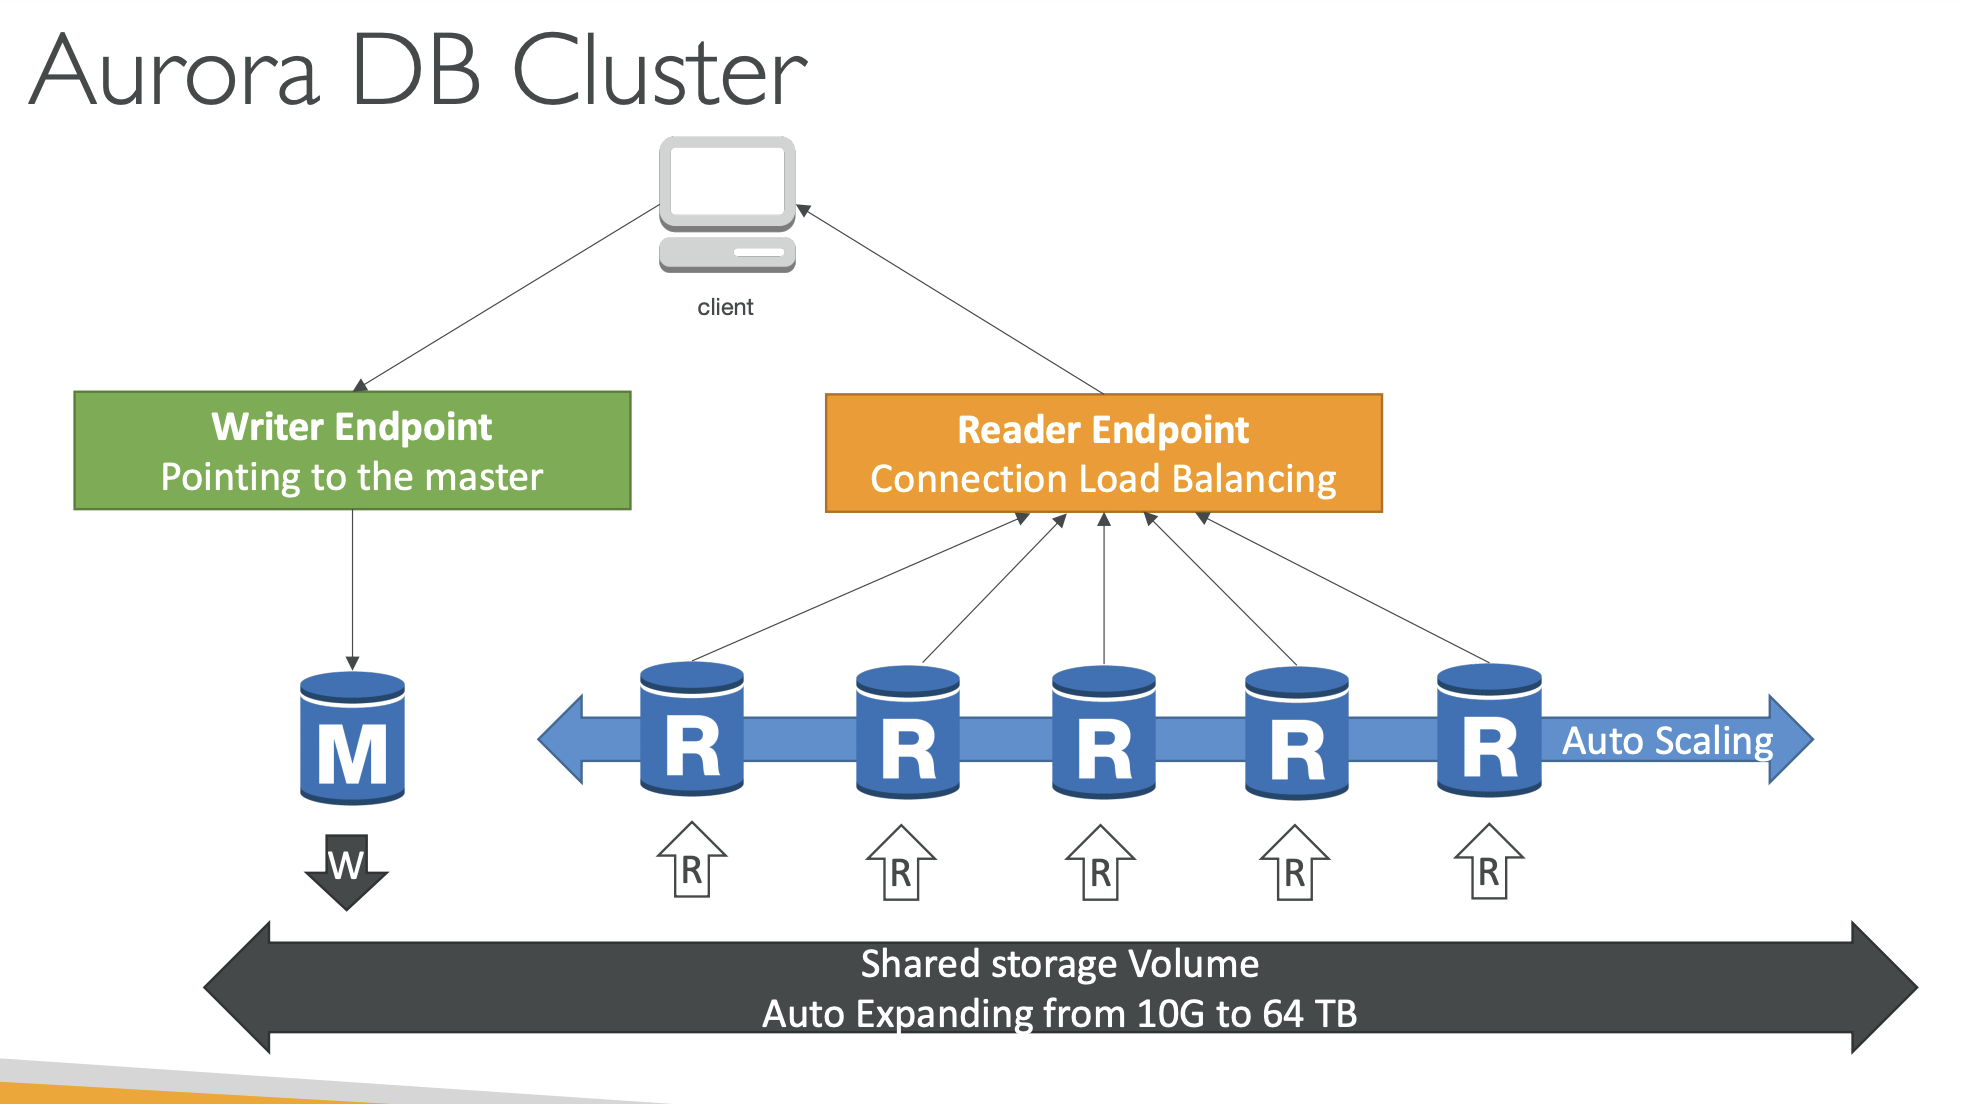 Aurora DB Cluster
client
Writer Endpoint
Pointing to the master
Reader Endpoint
Connection Load Balancing
M
R
R
R
R
R
Auto Scaling
W
R
R
R
R
R
Shared storage Volume
Auto Expanding from 10G to 64 TB